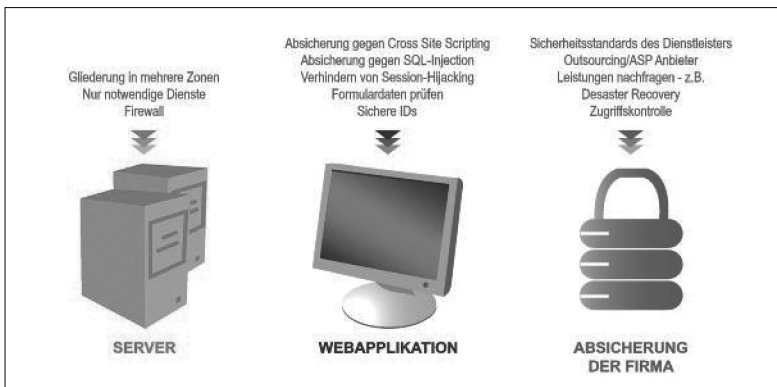 Gliederung in mehrere Zonen
Nur notwendige Dienste
Firewall
SERVER
Absicherung gegen Cross Site Scripting
Absicherung gegen SQL-Injection
Verhindern von Session-Hijacking
Formulardaten prüfen
Sichere IDs
WEBAPPLIKATION
Sicherheitsstandards des Dienstleisters
Outsourcing/ASP Anbieter
Leistungen nachfragen - z.B.
Desaster Recovery
Zugriffskontrolle
ABSICHERUNG
DER FIRMA